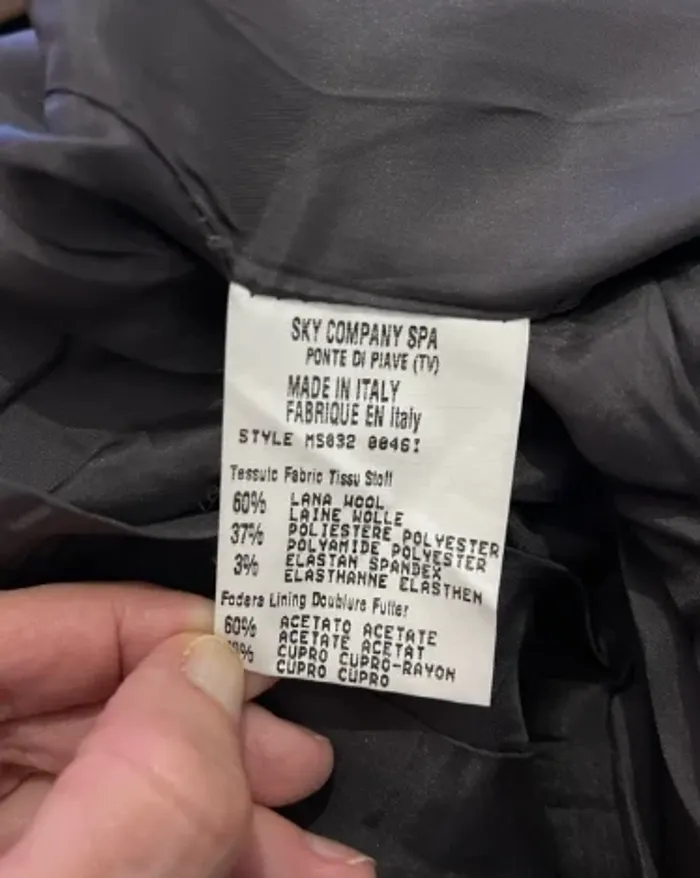 SKY COMPANY SPA
PONTE DI PIAVE (TV)
MADE IN ITALY
FABRIQUE EN Italy
STYLE MS032 0046I
Tessuto Fabric Tissu Stoff
60% LANA WOOL
LAINE WOLLE
37% POLIESTERE POLYESTER
POLYAMIDE POLYESTER
3% ELASTAN SPANDEX
ELASTHANNE ELASTHEN
Fodera Lining Doublure Futter
60% ACETATO ACETATE
ACETATE ACETAT
CUPRO CUPRO-RAYON
CUPRO CUPRO